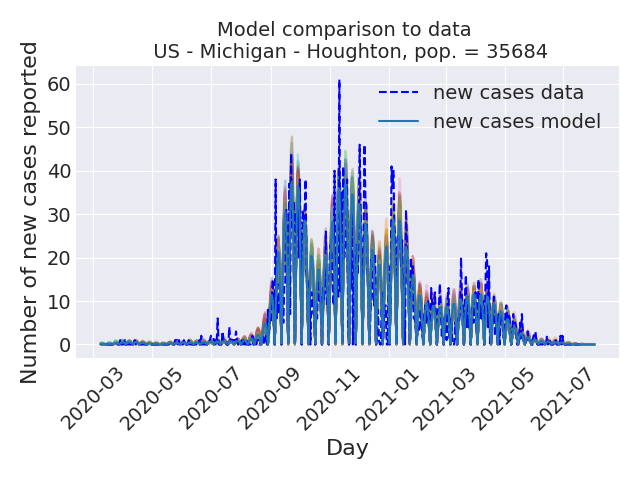 Model comparison to data
US - Michigan - Houghton, pop. = 35684
Number of new cases reported
60
50
40
30
20
10
0
new cases data
new cases model
2020-03
2020-05
2020-07
2020-09
2020-11
2021-01
2021-03
2021-05
2021-07
Day